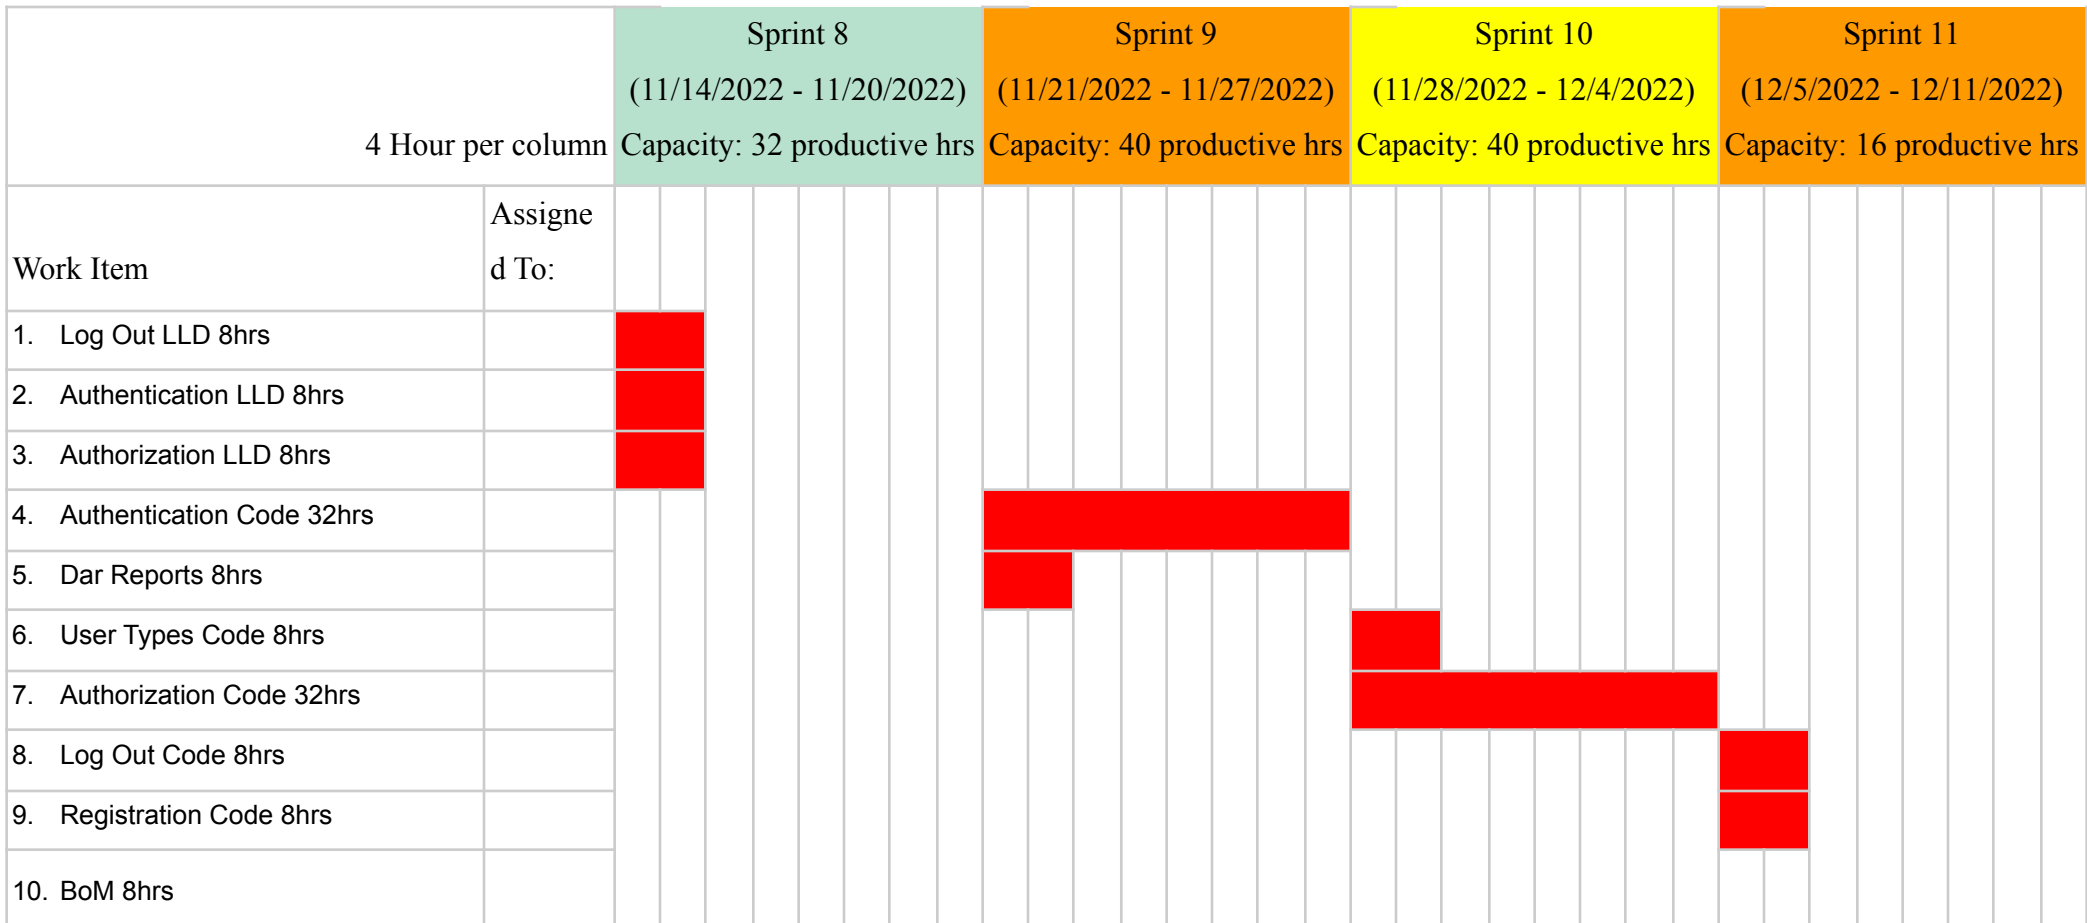 Sprint 8
(11/14/2022 - 11/20/2022)
4 Hour per column
Capacity: 32 productive hrs
Sprint 9
(11/21/2022 - 11/27/2022)
Capacity: 40 productive hrs
Sprint 10
(11/28/2022 - 12/4/2022)
Capacity: 40 productive hrs
Sprint 11
(12/5/2022 - 12/11/2022)
Capacity: 16 productive hrs
Work Item
Assigne
d To:
1. Log Out LLD 8hrs
2. Authentication LLD 8hrs
3. Authorization LLD 8hrs
4. Authentication Code 32hrs
5. Dar Reports 8hrs
6. User Types Code 8hrs
7. Authorization Code 32hrs
8. Log Out Code 8hrs
9. Registration Code 8hrs
10. BoM 8hrs